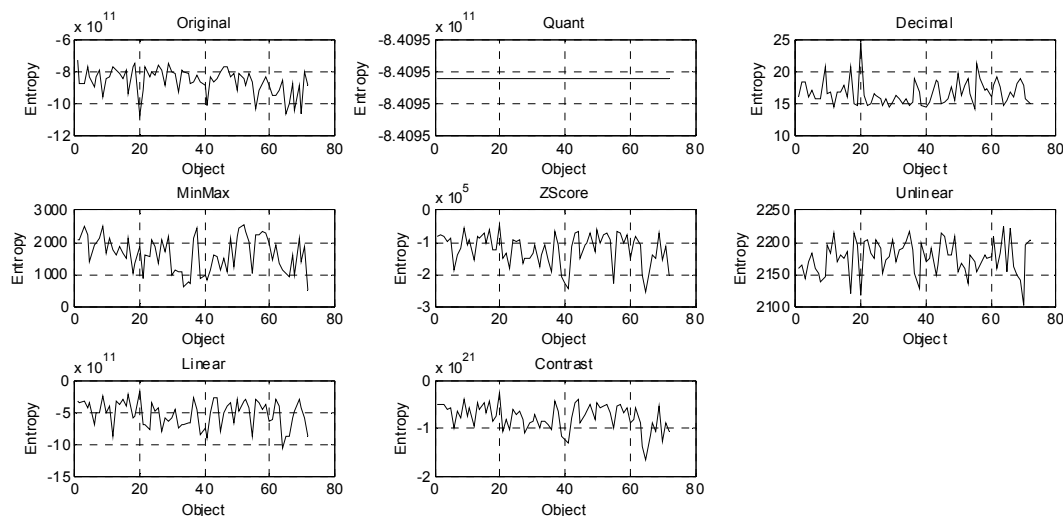 x 10^11
Original
-6
-8
-10
-12
Entropy
0 20 40 60 80
Object
x 10^11
Quant
-8.4095
-8.4095
-8.4095
-8.4095
Entropy
0 20 40 60 80
Object
Decimal
25
20
15
10
Entropy
0 20 40 60 80
Object
MinMax
3000
2000
1000
0
Entropy
0 20 40 60 80
Object
x 10^5
ZScore
0
-1
-2
-3
Entropy
0 20 40 60 80
Object
Unlinear
2250
2200
2150
2100
Entropy
0 20 40 60 80
Object
x 10^11
Linear
0
-5
-10
-15
Entropy
0 20 40 60 80
Object
x 10^21
Contrast
0
-1
-2
Entropy
0 20 40 60 80
Object